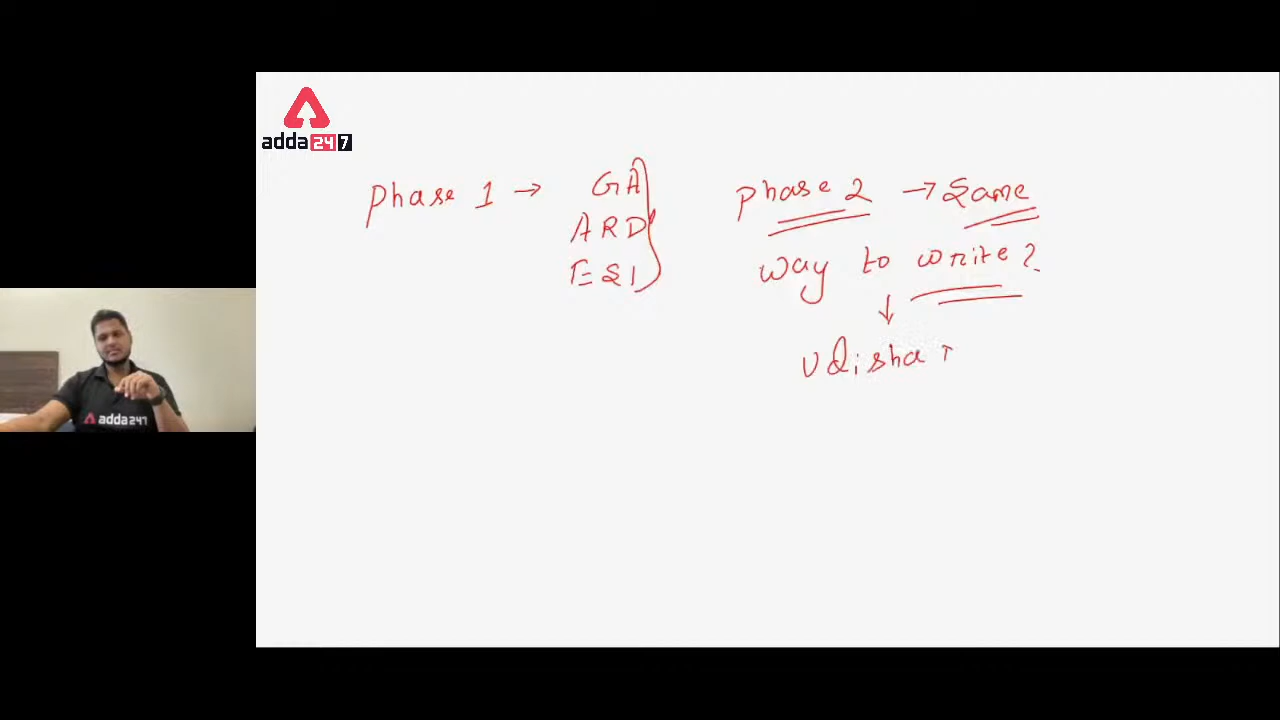 adda247
Phase 1 → GA
ARD
ESI
Phase 2 → Same
way to write?
↓
Udisha
adda247